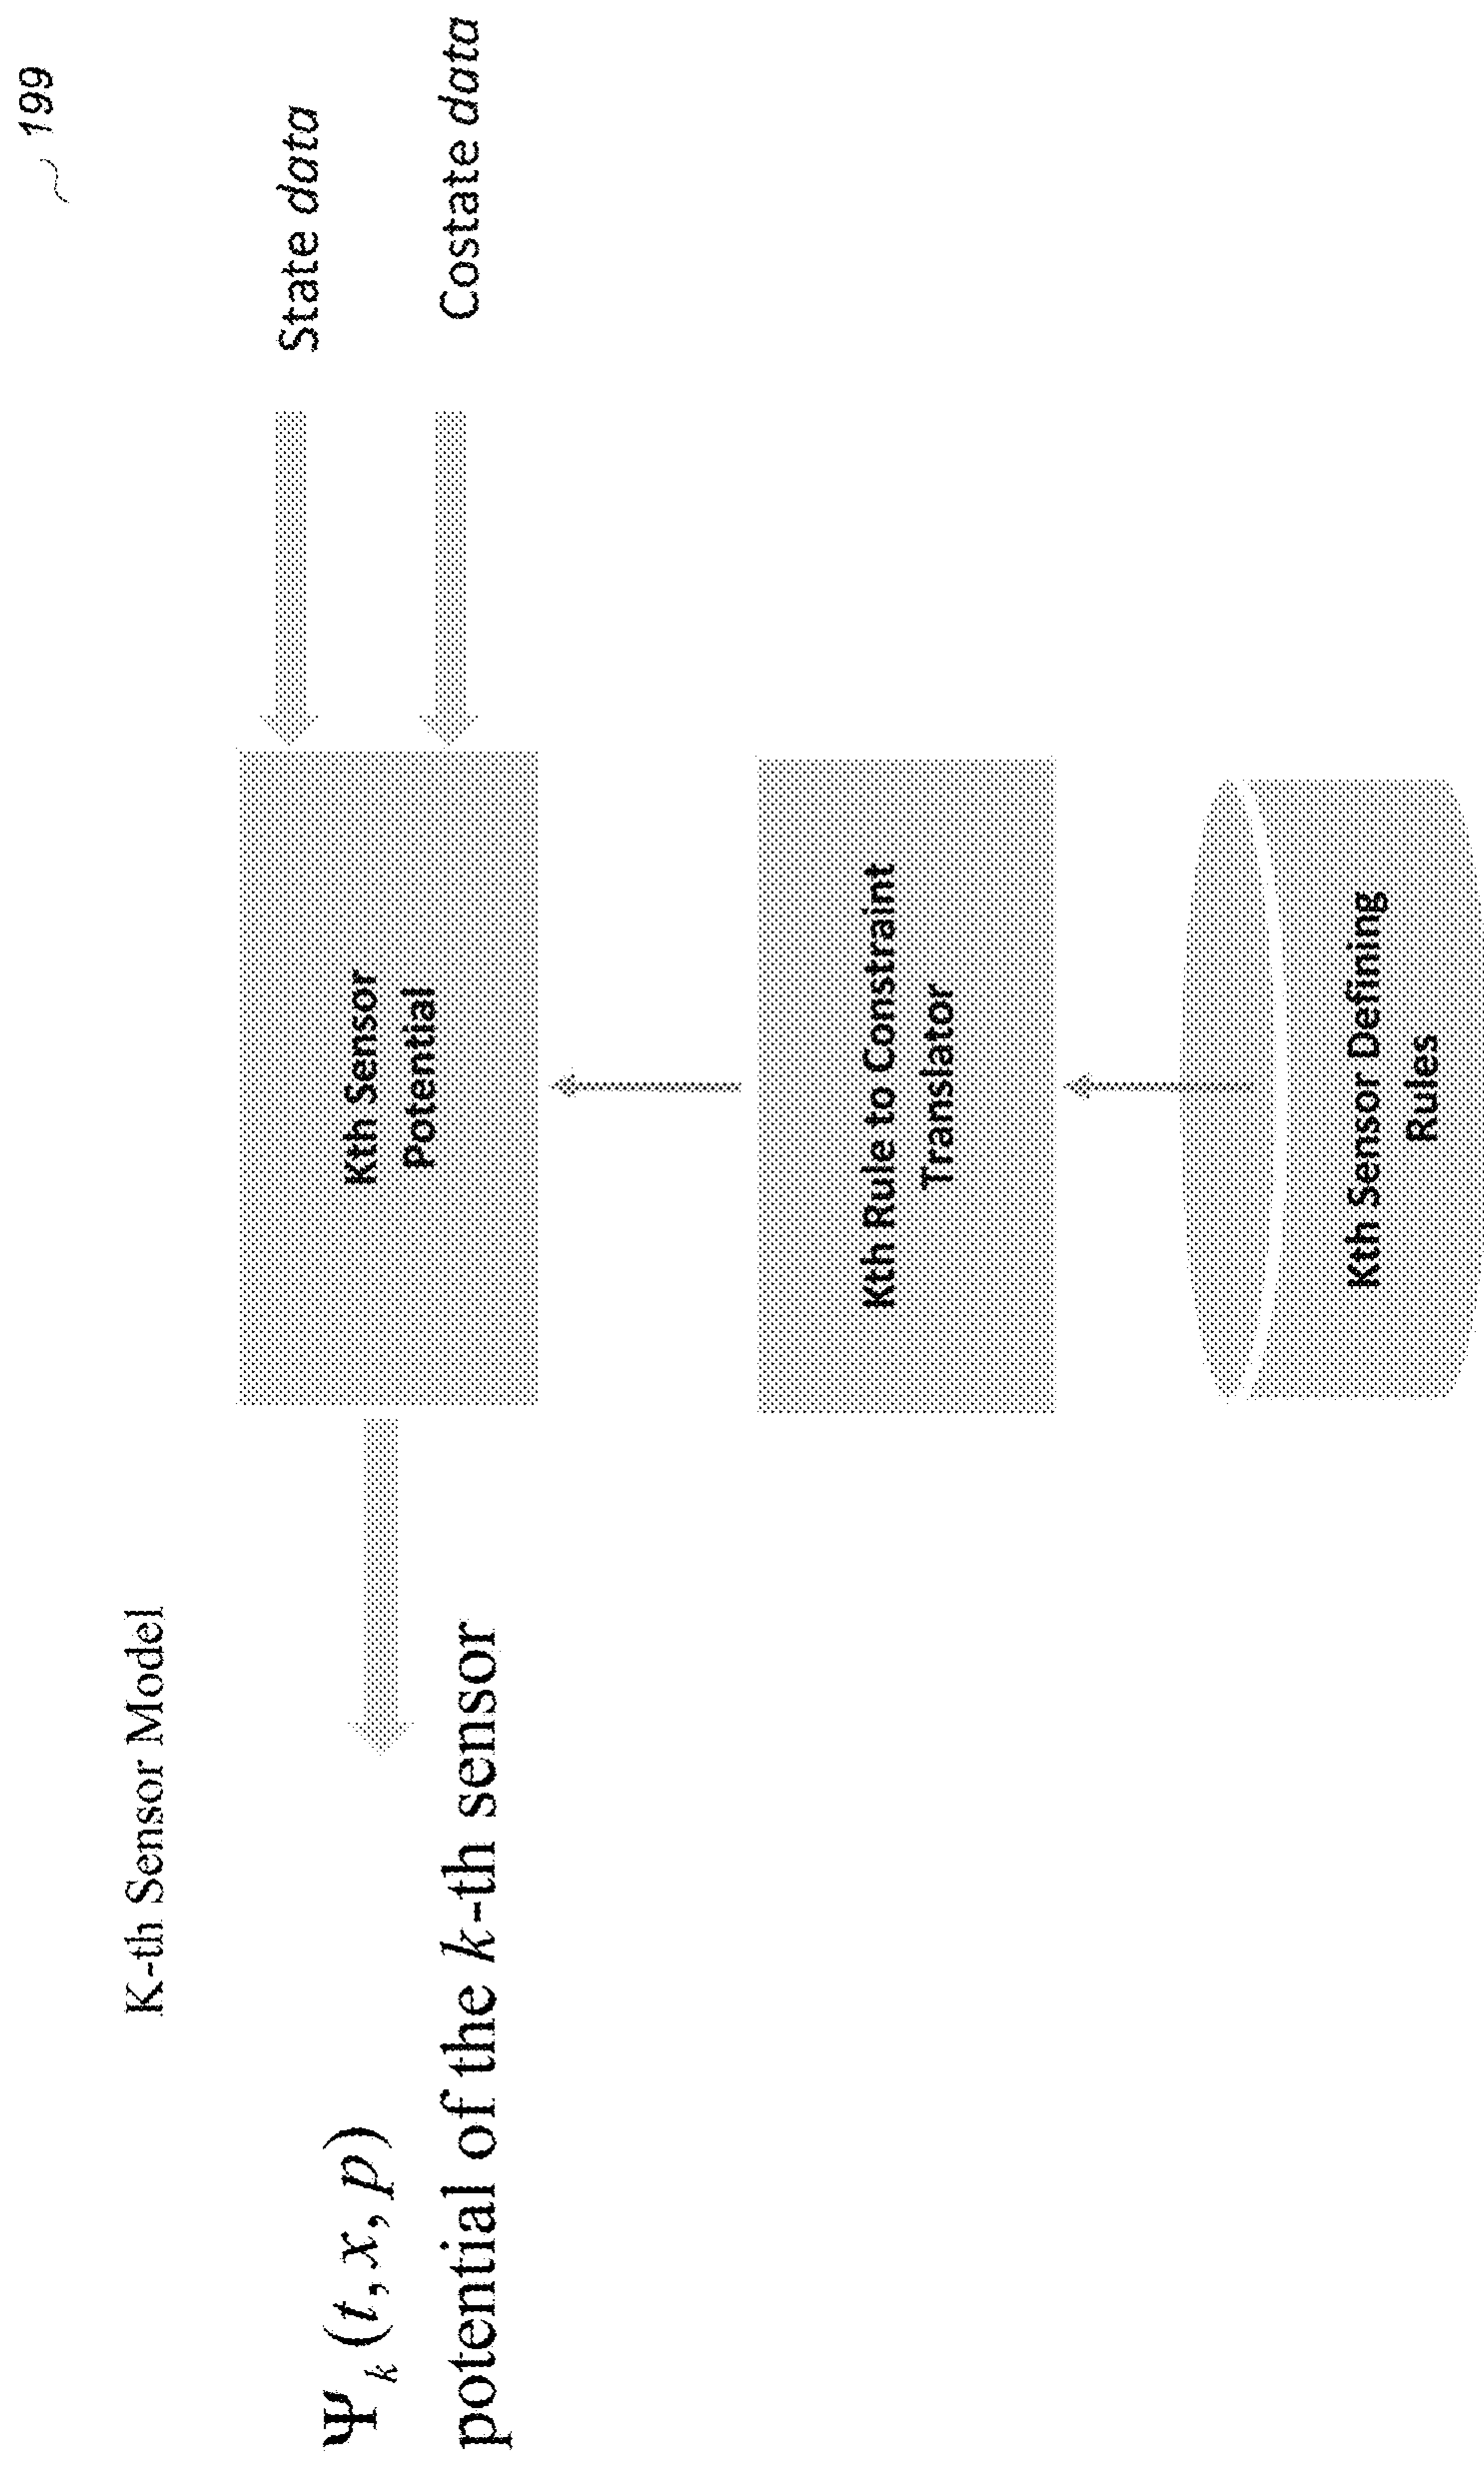 199
K-th Sensor Model
State data
Costate data
Kth Sensor
Potential
Ψk (t, x, p)
potential of the k-th sensor
Kth Rule to Constraint
Translator
Kth Sensor Defining
Rules